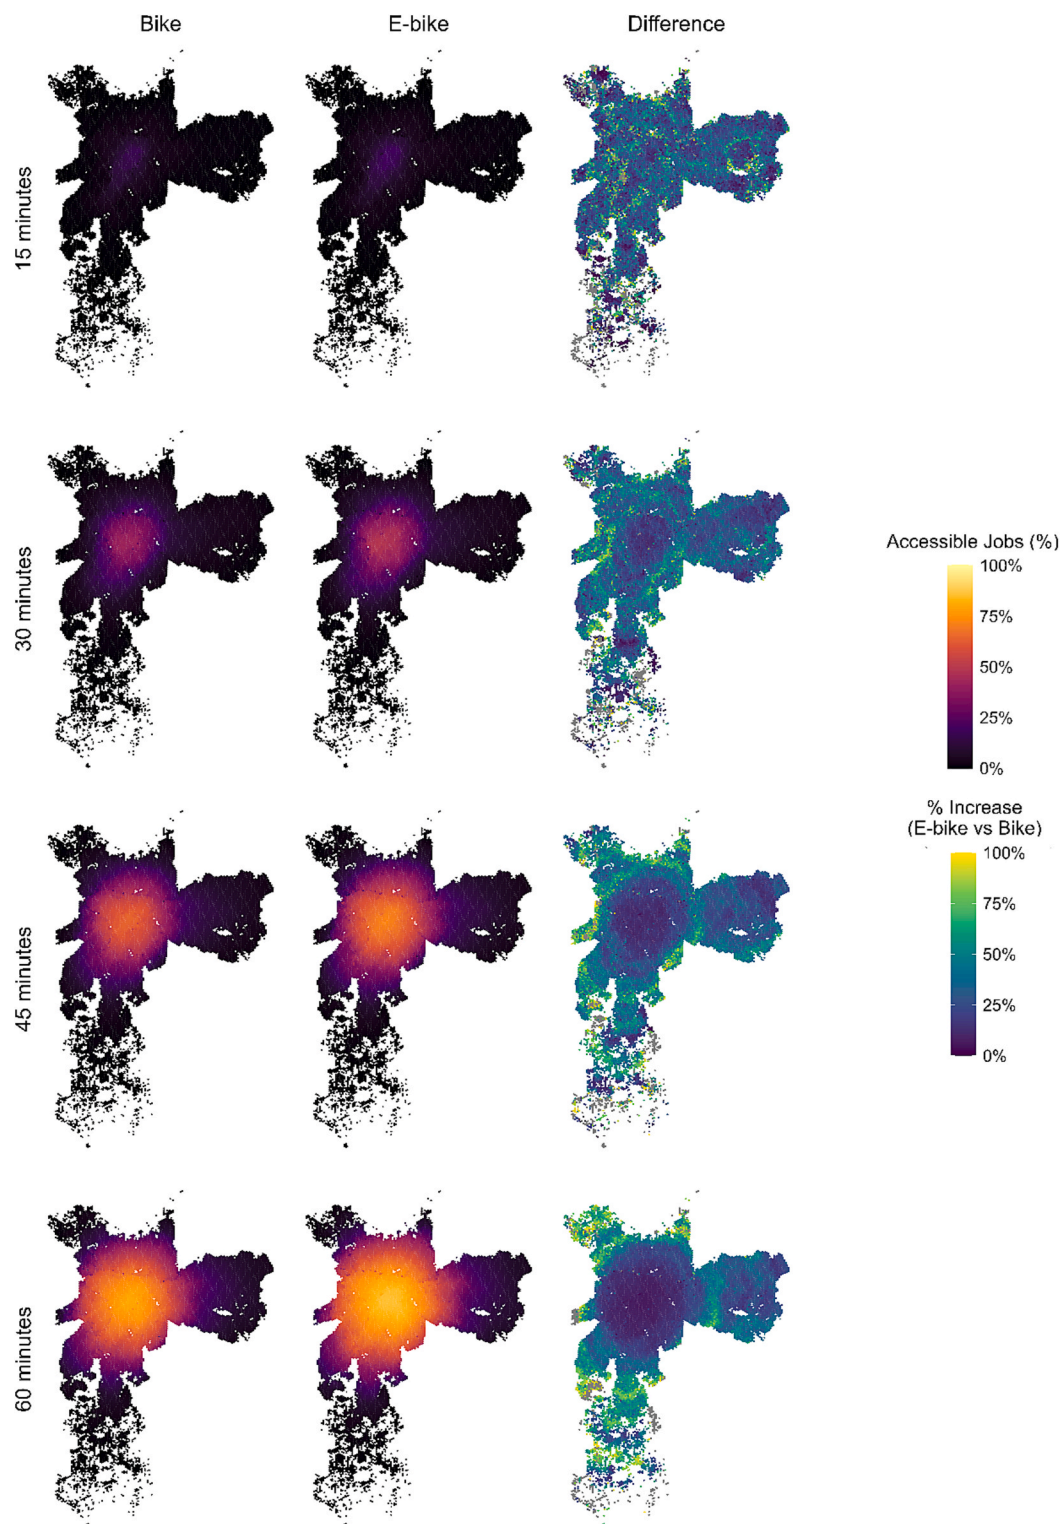 Bike
E-bike
Difference
15 minutes
30 minutes
45 minutes
60 minutes
Accessible Jobs (%)
100%
75%
50%
25%
0%
% Increase
(E-bike vs Bike)
100%
75%
50%
25%
0%